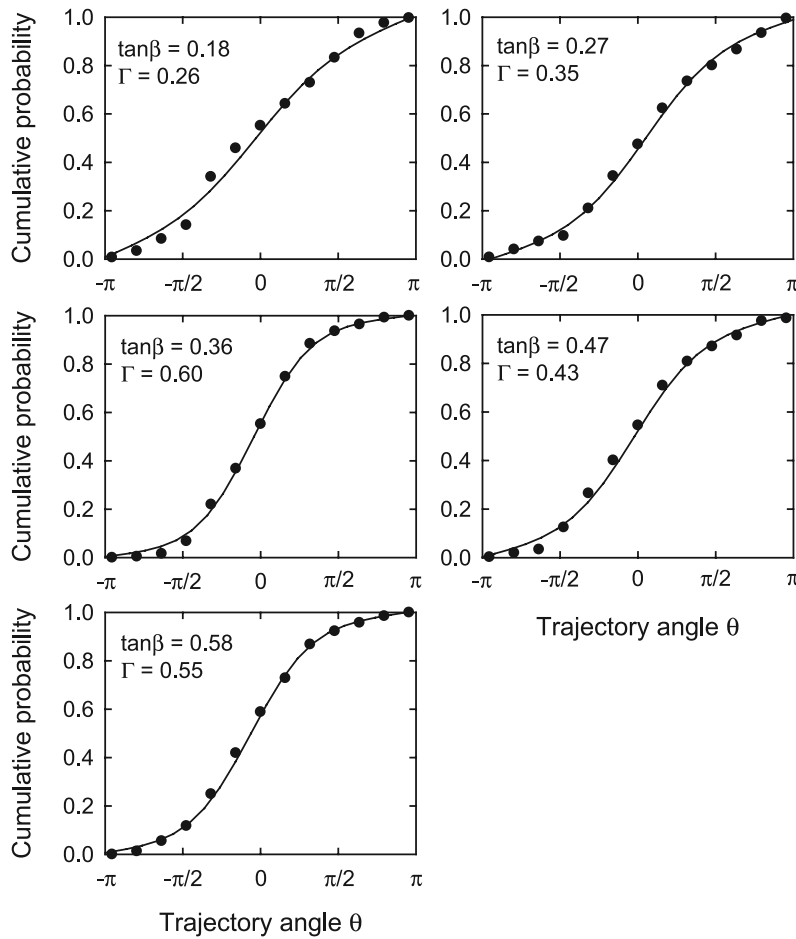 Cumulative probability
1.0
0.8
0.6
0.4
0.2
0.0
tanβ = 0.18
Γ = 0.26
-π
-π/2
0
π/2
π
1.0
0.8
0.6
0.4
0.2
0.0
tanβ = 0.27
Γ = 0.35
-π
-π/2
0
π/2
π
Cumulative probability
1.0
0.8
0.6
0.4
0.2
0.0
tanβ = 0.36
Γ = 0.60
-π
-π/2
0
π/2
π
Cumulative probability
1.0
0.8
0.6
0.4
0.2
0.0
tanβ = 0.47
Γ = 0.43
-π
-π/2
0
π/2
π
Trajectory angle θ
Cumulative probability
1.0
0.8
0.6
0.4
0.2
0.0
tanβ = 0.58
Γ = 0.55
-π
-π/2
0
π/2
π
Trajectory angle θ
Cumulative probability